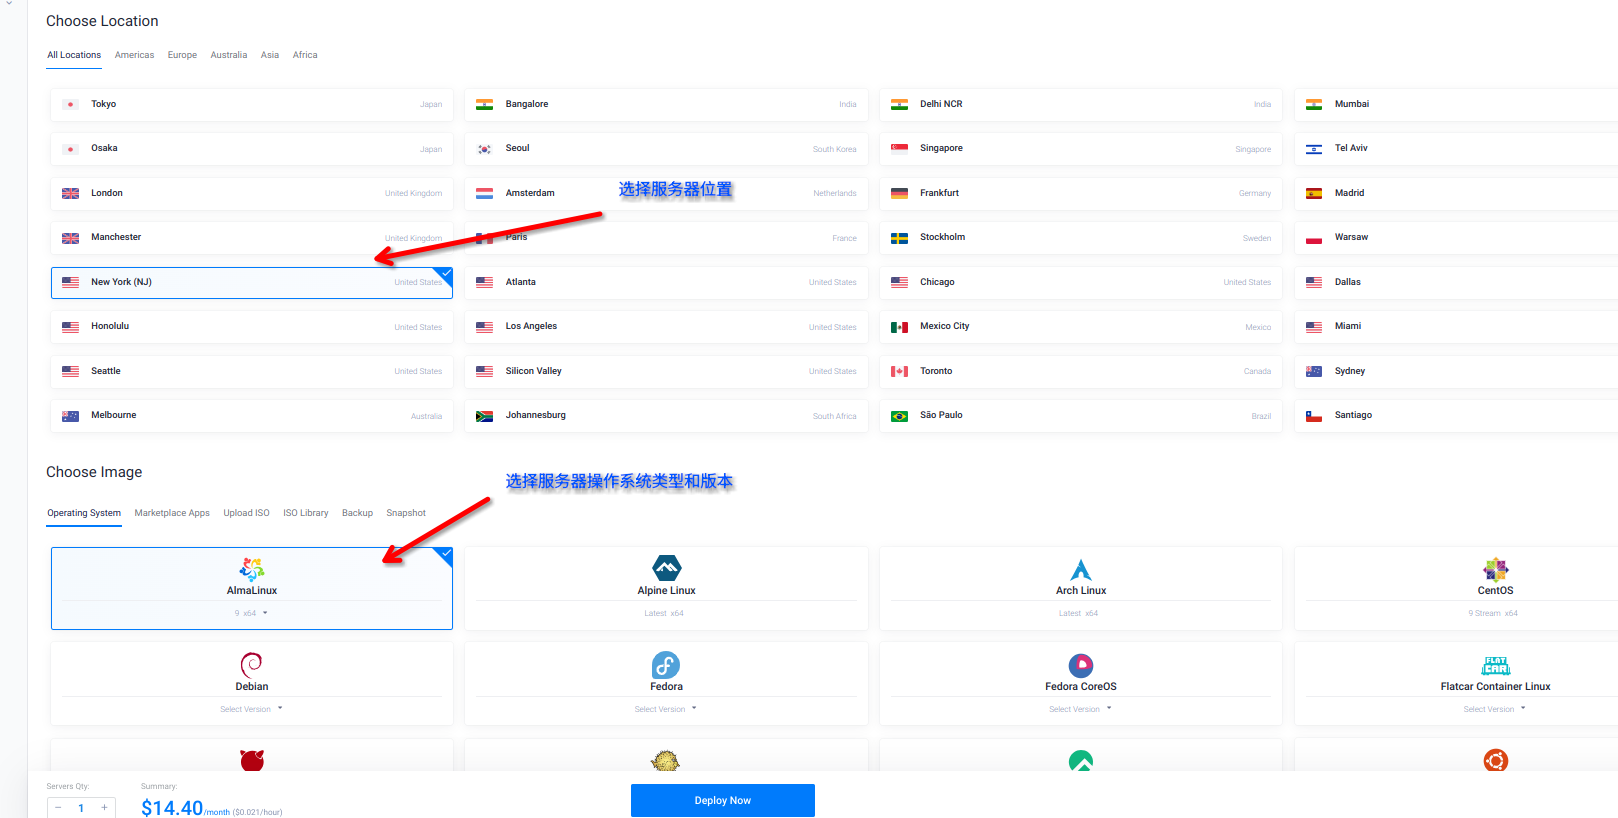 Choose Location
All Locations Americas Europe Australia Asia Africa
Tokyo Japan Bangalore India Delhi NCR India Mumbai
Osaka Japan Seoul South Korea Singapore Singapore Tel Aviv
选择服务器位置
London United Kingdom Amsterdam Netherlands Frankfurt Germany Madrid
Manchester United Kingdom Paris France Stockholm Sweden Warsaw
New York (NJ) United States Atlanta United States Chicago United States Dallas
Honolulu United States Los Angeles United States Mexico City Mexico Miami
Seattle United States Silicon Valley United States Toronto Canada Sydney
Melbourne Australia Johannesburg South Africa São Paulo Brazil Santiago
Choose Image
选择服务器操作系统类型和版本
Operating System Marketplace Apps Upload ISO ISO Library Backup Snapshot
AlmaLinux Alpine Linux Arch Linux CentOS
9 x64 Latest x64 Latest x64 9 Stream x64
Debian Fedora Fedora CoreOS FLAT CAR Flatcar Container Linux
Select Version Select Version Select Version Select Version
Servers Qty: Summary:
− 1 + $14.40/month ($0.021/hour) Deploy Now